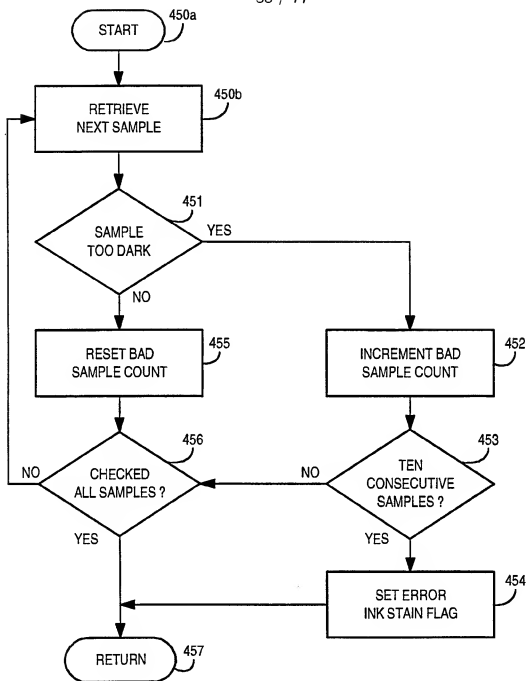 START
450a
RETRIEVE
NEXT SAMPLE
450b
SAMPLE
TOO DARK
451
YES
NO
RESET BAD
SAMPLE COUNT
455
INCREMENT BAD
SAMPLE COUNT
452
CHECKED
ALL SAMPLES ?
456
NO
YES
TEN
CONSECUTIVE
SAMPLES ?
453
NO
YES
SET ERROR
INK STAIN FLAG
454
RETURN
457